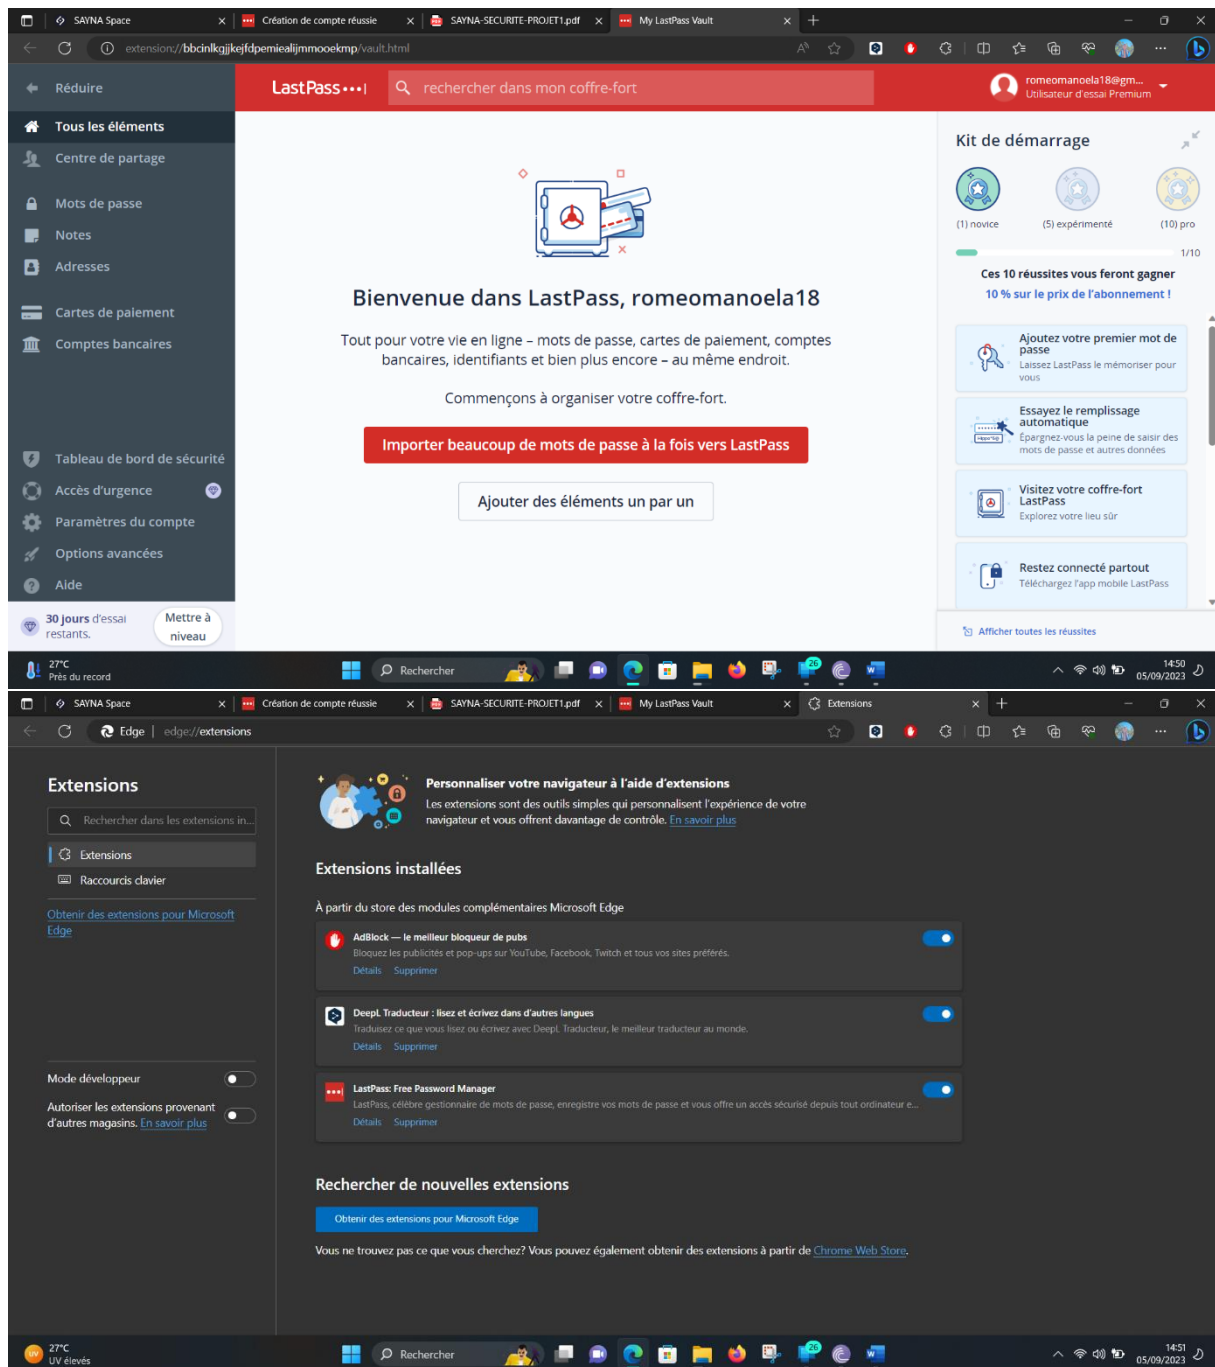 SAYNA Space
Création de compte réussie
SAYNA-SECURITE-PROJET1.pdf
My LastPass Vault
extension://bbcinlkgjjkejfdpemiealijmmooekmp/vault.html
Réduire
LastPass
rechercher dans mon coffre-fort
romeomanoela18@gm...
Utilisateur d'essai Premium
Tous les éléments
Centre de partage
Mots de passe
Notes
Adresses
Cartes de paiement
Comptes bancaires
Tableau de bord de sécurité
Accès d'urgence
Paramètres du compte
Options avancées
Aide
30 jours d'essai restants.
Mettre à niveau
Bienvenue dans LastPass, romeomanoela18
Tout pour votre vie en ligne – mots de passe, cartes de paiement, comptes
bancaires, identifiants et bien plus encore – au même endroit.
Commençons à organiser votre coffre-fort.
Importer beaucoup de mots de passe à la fois vers LastPass
Ajouter des éléments un par un
Kit de démarrage
(1) novice
(5) expérimenté
(10) pro
1/10
Ces 10 réussites vous feront gagner
10 % sur le prix de l'abonnement !
Ajoutez votre premier mot de
passe
Laissez LastPass le mémoriser pour
vous
Essayez le remplissage
automatique
Épargnez-vous la peine de saisir des
mots de passe et autres données
Visitez votre coffre-fort
LastPass
Explorez votre lieu sûr
Restez connecté partout
Téléchargez l'app mobile LastPass
Afficher toutes les réussites
27°C
Près du record
Rechercher
26
14:50
05/09/2023
SAYNA Space
Création de compte réussie
SAYNA-SECURITE-PROJET1.pdf
My LastPass Vault
Extensions
Edge
edge://extensions
Extensions
Rechercher dans les extensions in...
Extensions
Raccourcis clavier
Obtenir des extensions pour Microsoft
Edge
Mode développeur
Autoriser les extensions provenant
d'autres magasins. En savoir plus
Personnaliser votre navigateur à l'aide d'extensions
Les extensions sont des outils simples qui personnalisent l'expérience de votre
navigateur et vous offrent davantage de contrôle. En savoir plus
Extensions installées
À partir du store des modules complémentaires Microsoft Edge
AdBlock — le meilleur bloqueur de pubs
Bloquez les publicités et pop-ups sur YouTube, Facebook, Twitch et tous vos sites préférés.
Détails Supprimer
DeepL Traducteur : lisez et écrivez dans d'autres langues
Traduisez ce que vous lisez ou écrivez avec DeepL Traducteur, le meilleur traducteur au monde.
Détails Supprimer
LastPass: Free Password Manager
LastPass, célèbre gestionnaire de mots de passe, enregistre vos mots de passe et vous offre un accès sécurisé depuis tout ordinateur e...
Détails Supprimer
Rechercher de nouvelles extensions
Obtenir des extensions pour Microsoft Edge
Vous ne trouvez pas ce que vous cherchez? Vous pouvez également obtenir des extensions à partir de Chrome Web Store.
UV
27°C
UV élevés
Rechercher
26
14:51
05/09/2023